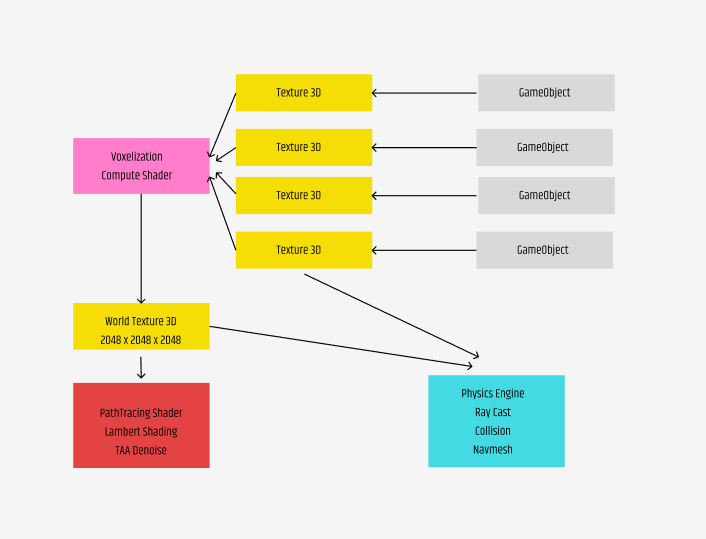 Texture 3D
GameObject
Texture 3D
GameObject
Voxelization
Compute Shader
Texture 3D
GameObject
Texture 3D
GameObject
World Texture 3D
2048 x 2048 x 2048
PathTracing Shader
Lambert Shading
TAA Denoise
Physics Engine
Ray Cast
Collision
Navmesh